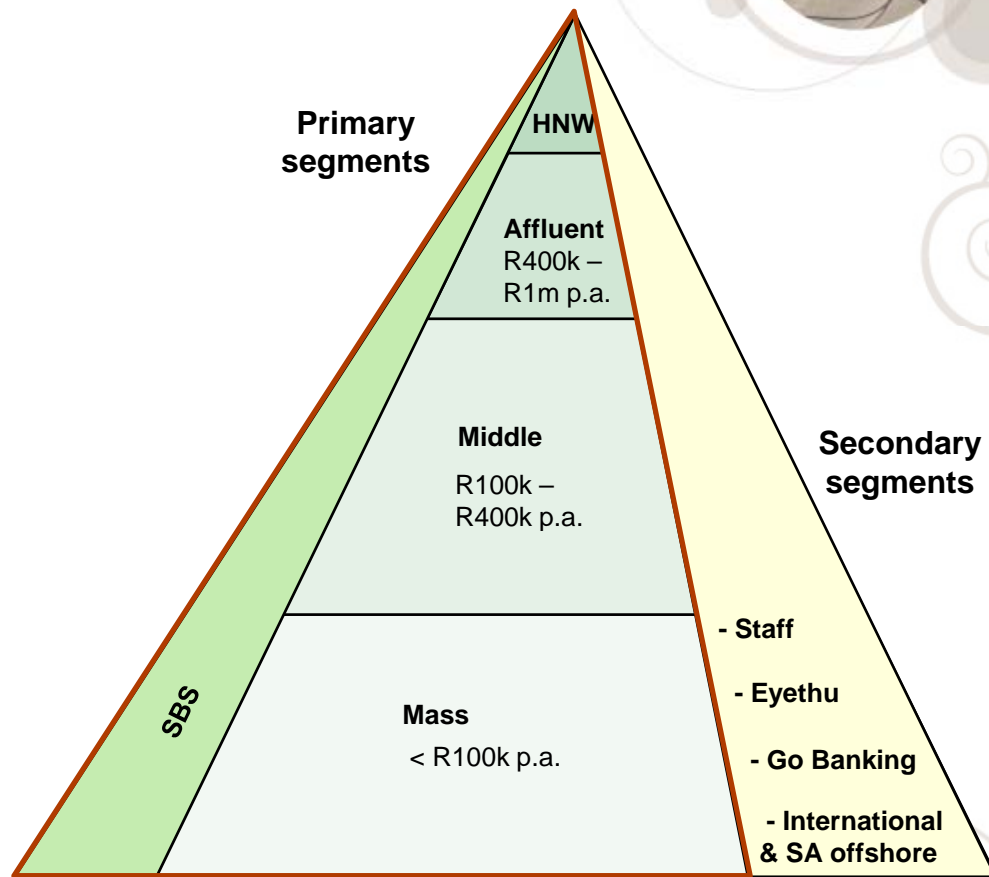 Primary
segments
HNW
Affluent
R400k –
R1m p.a.
Middle
R100k –
R400k p.a.
Secondary
segments
SBS
Mass
< R100k p.a.
- Staff
- Eyethu
- Go Banking
- International
& SA offshore